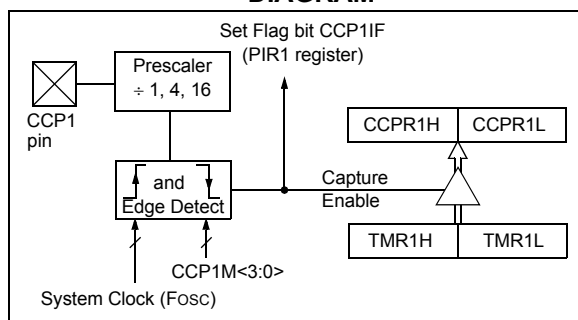 DIAGRAM
Set Flag bit CCP1IF
(PIR1 register)
Prescaler
÷ 1, 4, 16
CCP1
pin
CCPR1H
CCPR1L
and
Edge Detect
Capture
Enable
TMR1H
TMR1L
CCP1M<3:0>
System Clock (FOSC)